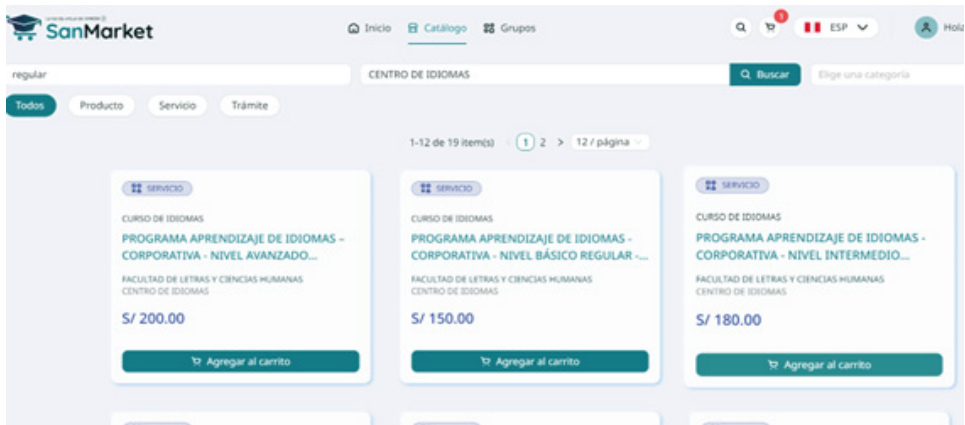 SanMarket
Inicio
Catálogo
Grupos
1
ESP
Hola
regular
CENTRO DE IDIOMAS
Buscar
Elige una categoría
Todos
Producto
Servicio
Trámite
1-12 de 19 item(s)
1
2
12 / página
SERVICIO
CURSO DE IDIOMAS
PROGRAMA APRENDIZAJE DE IDIOMAS –
CORPORATIVA - NIVEL AVANZADO...
FACULTAD DE LETRAS Y CIENCIAS HUMANAS
CENTRO DE IDIOMAS
S/ 200.00
Agregar al carrito
SERVICIO
CURSO DE IDIOMAS
PROGRAMA APRENDIZAJE DE IDIOMAS -
CORPORATIVA - NIVEL BÁSICO REGULAR -...
FACULTAD DE LETRAS Y CIENCIAS HUMANAS
CENTRO DE IDIOMAS
S/ 150.00
Agregar al carrito
SERVICIO
CURSO DE IDIOMAS
PROGRAMA APRENDIZAJE DE IDIOMAS -
CORPORATIVA - NIVEL INTERMEDIO...
FACULTAD DE LETRAS Y CIENCIAS HUMANAS
CENTRO DE IDIOMAS
S/ 180.00
Agregar al carrito